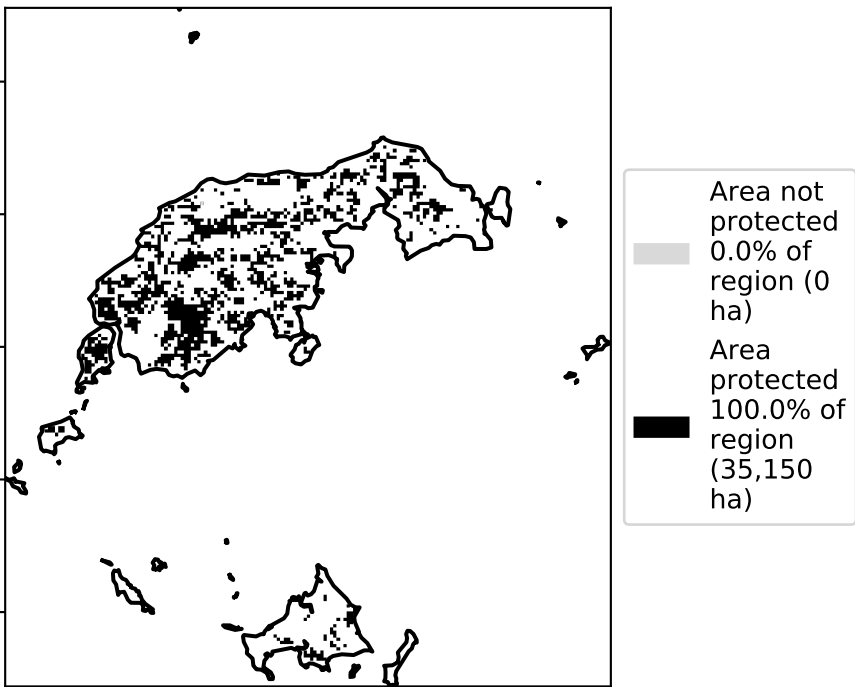 Area not
protected
0.0% of
region (0
ha)
Area
protected
100.0% of
region
(35,150
ha)